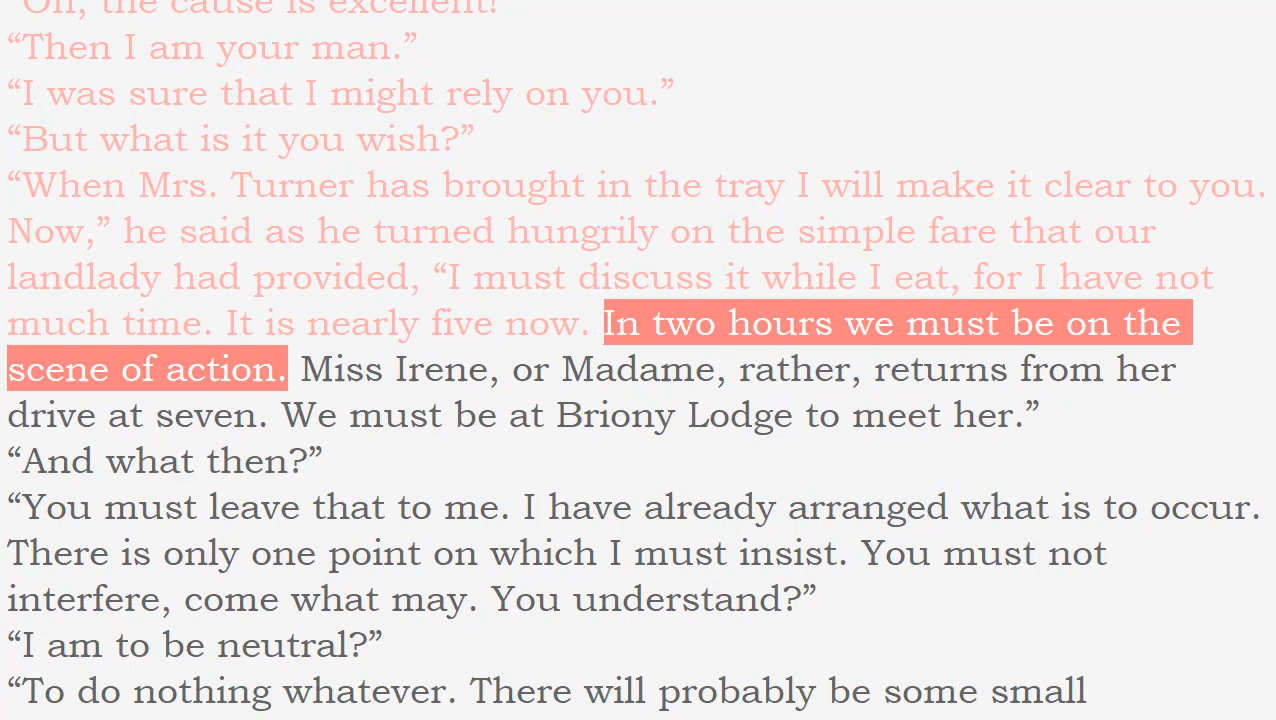 “Oh, the cause is excellent!”
“Then I am your man.”
“I was sure that I might rely on you.”
“But what is it you wish?”
“When Mrs. Turner has brought in the tray I will make it clear to you.
Now,” he said as he turned hungrily on the simple fare that our
landlady had provided, “I must discuss it while I eat, for I have not
much time. It is nearly five now. In two hours we must be on the
scene of action. Miss Irene, or Madame, rather, returns from her
drive at seven. We must be at Briony Lodge to meet her.”
“And what then?”
“You must leave that to me. I have already arranged what is to occur.
There is only one point on which I must insist. You must not
interfere, come what may. You understand?”
“I am to be neutral?”
“To do nothing whatever. There will probably be some small